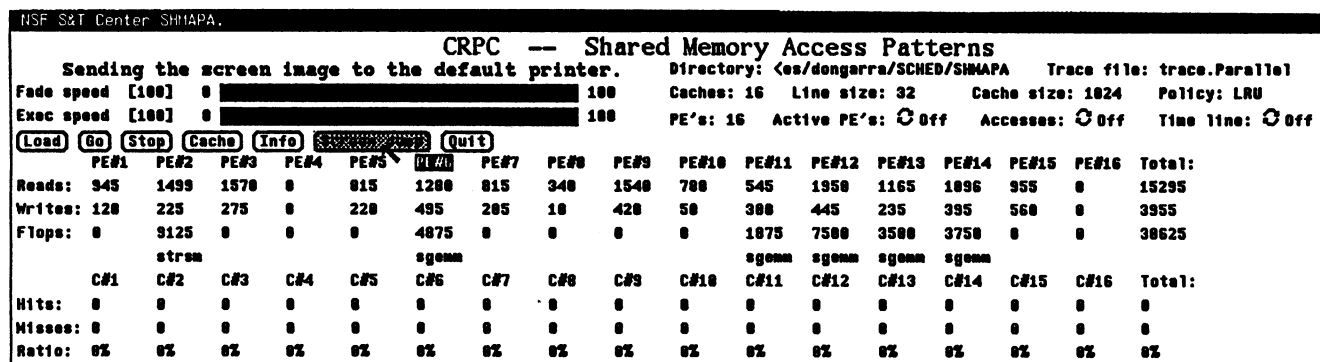 NSF S&T Center SHMAPA.
CRPC -- Shared Memory Access Patterns
Sending the screen image to the default printer. Directory: <es/dongarra/SCHED/SHMAPA Trace file: trace.Parallel
Fade speed [100] 0 100 Caches: 16 Line size: 32 Cache size: 1024 Policy: LRU
Exec speed [100] 0 100 PE's: 16 Active PE's: Off Accesses: Off Time line: Off
Load Go Stop Cache Info Quit
PE#1 PE#2 PE#3 PE#4 PE#5 PE#6 PE#7 PE#8 PE#9 PE#10 PE#11 PE#12 PE#13 PE#14 PE#15 PE#16 Total:
Reads: 945 1499 1570 0 815 1280 815 340 1540 780 545 1950 1165 1096 955 0 15295
Writes: 120 225 275 0 220 495 205 10 420 50 300 445 235 395 560 0 3955
Flops: 0 9125 0 0 0 4875 0 0 0 0 1875 7500 3500 3750 0 0 30625
strsm sgemm sgemm sgemm sgemm sgemm
C#1 C#2 C#3 C#4 C#5 C#6 C#7 C#8 C#9 C#10 C#11 C#12 C#13 C#14 C#15 C#16 Total:
Hits: 0 0 0 0 0 0 0 0 0 0 0 0 0 0 0 0 0
Misses: 0 0 0 0 0 0 0 0 0 0 0 0 0 0 0 0 0
Ratio: 0% 0% 0% 0% 0% 0% 0% 0% 0% 0% 0% 0% 0% 0% 0% 0% 0%